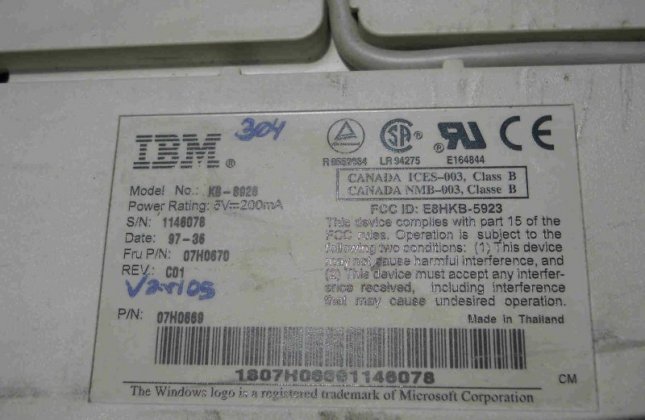 IBM®
304
R 9552084 LR 94275 E164844
CANADA ICES-003, Class B
CANADA NMB-003, Classe B
Model No.: KB-8926
Power Rating: 5V=200mA
S/N: 1146078
Date: 97-36
Fru P/N: 07H0670
REV.: C01
Varios
P/N: 07H0669
FCC ID: E8HKB-5923
This device complies with part 15 of the
FCC rules. Operation is subject to the
following two conditions: (1) This device
may not cause harmful interference, and
(2) This device must accept any interfer-
ence received, including interference
that may cause undesired operation.
Made in Thailand
1S07H06691146078
CM
The Windows logo is a registered trademark of Microsoft Corporation